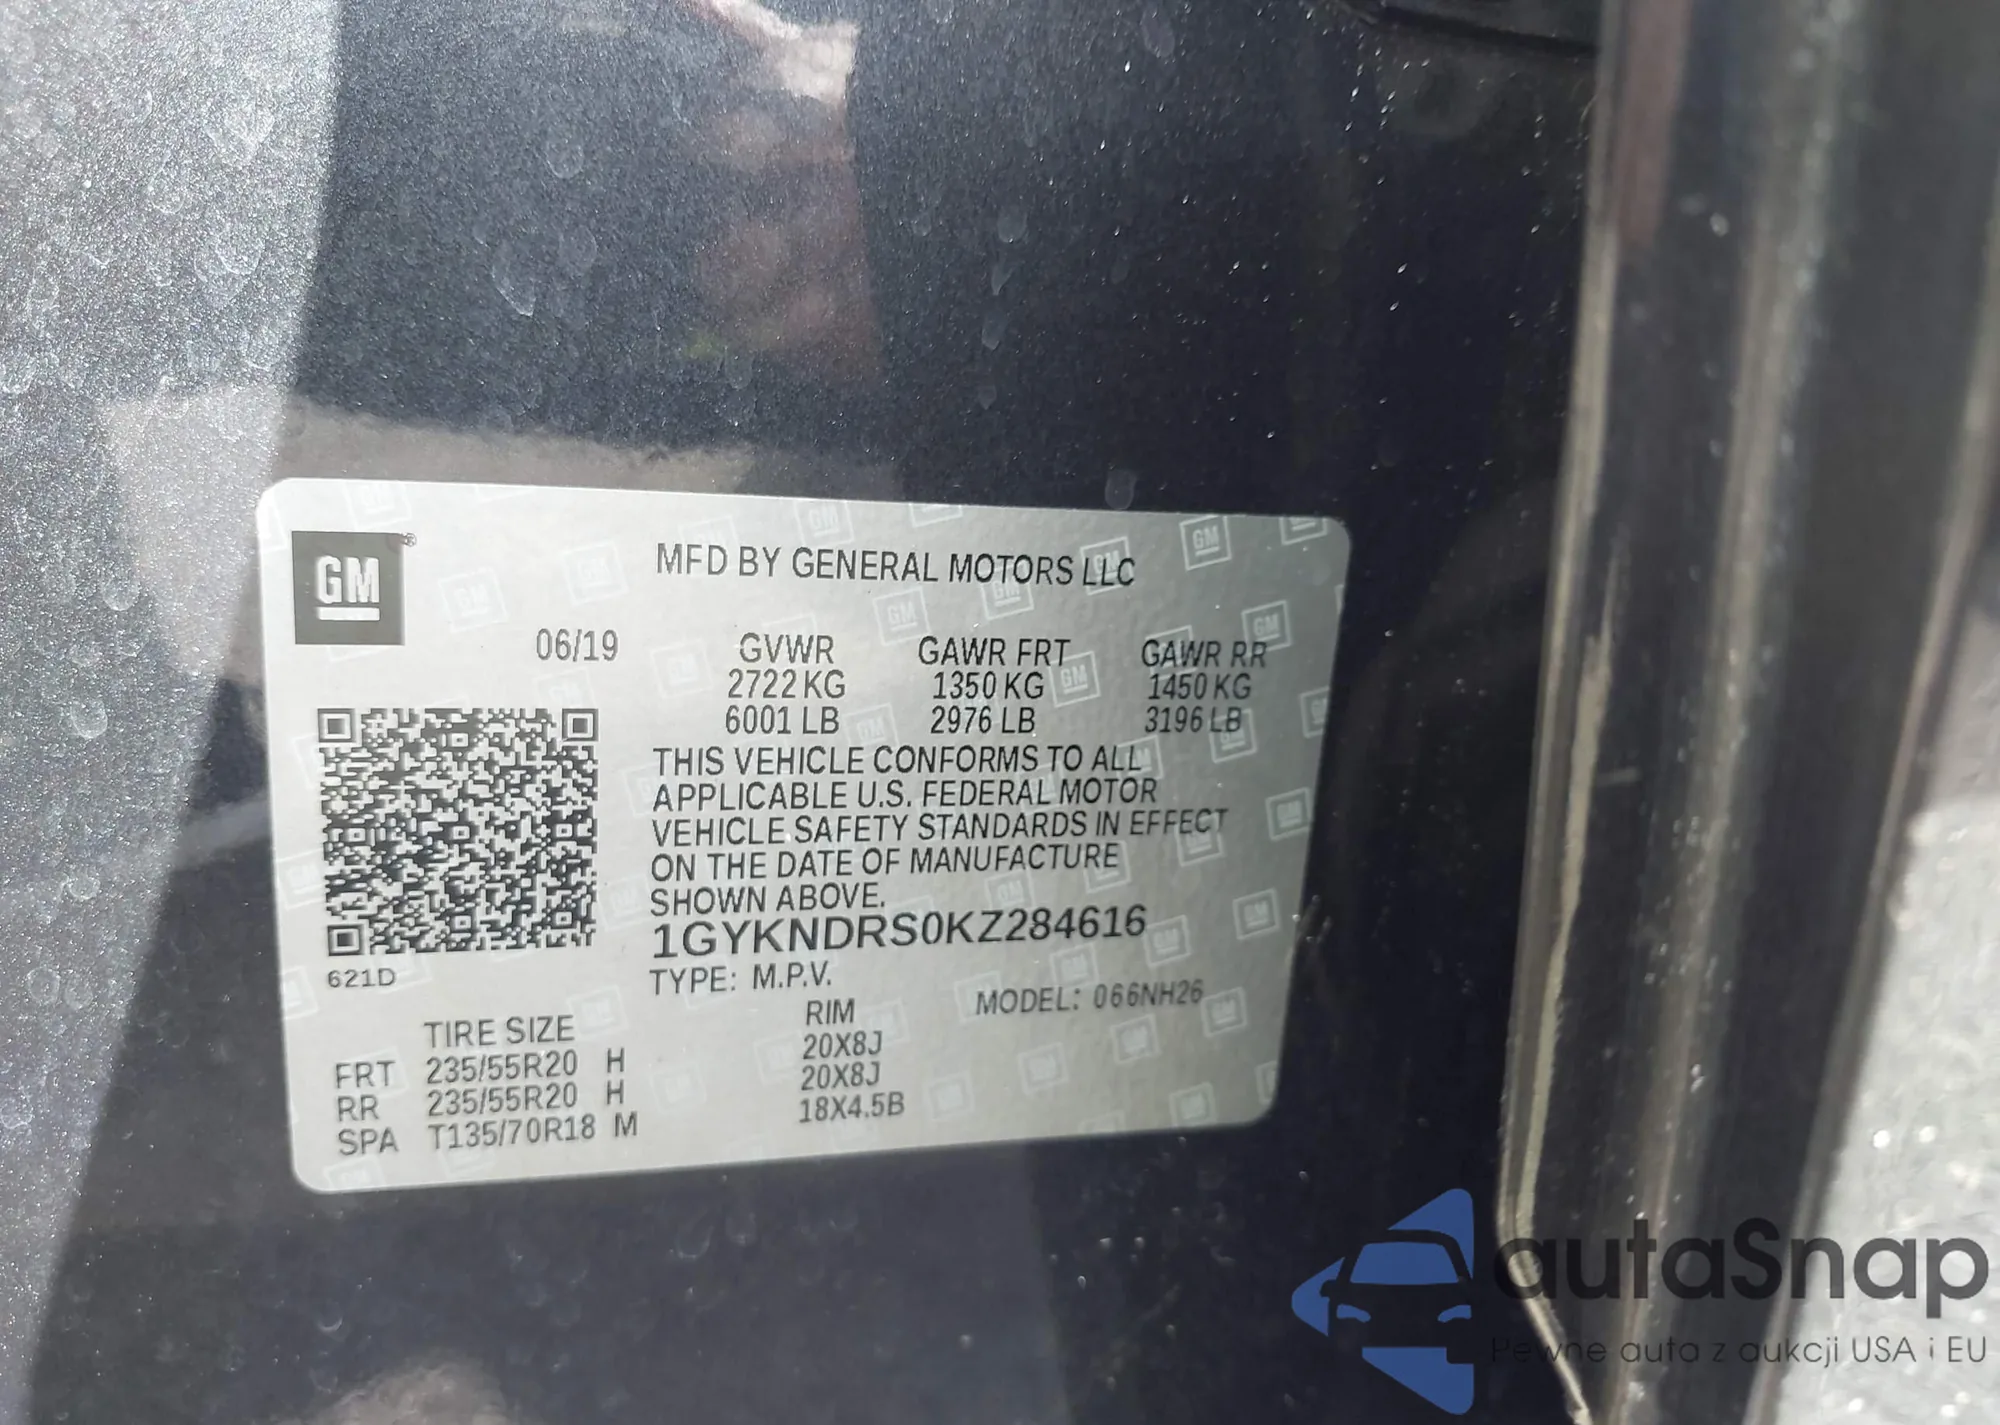 GM®
MFD BY GENERAL MOTORS LLC
06/19 GVWR GAWR FRT GAWR RR
2722 KG 1350 KG 1450 KG
6001 LB 2976 LB 3196 LB
THIS VEHICLE CONFORMS TO ALL
APPLICABLE U.S. FEDERAL MOTOR
VEHICLE SAFETY STANDARDS IN EFFECT
ON THE DATE OF MANUFACTURE
SHOWN ABOVE.
1GYKNDRS0KZ284616
621D
TYPE: M.P.V. MODEL: 066NH26
TIRE SIZE RIM
FRT 235/55R20 H 20X8J
RR 235/55R20 H 20X8J
SPA T135/70R18 M 18X4.5B
autaSnap
Pewne auta z aukcji USA i EU